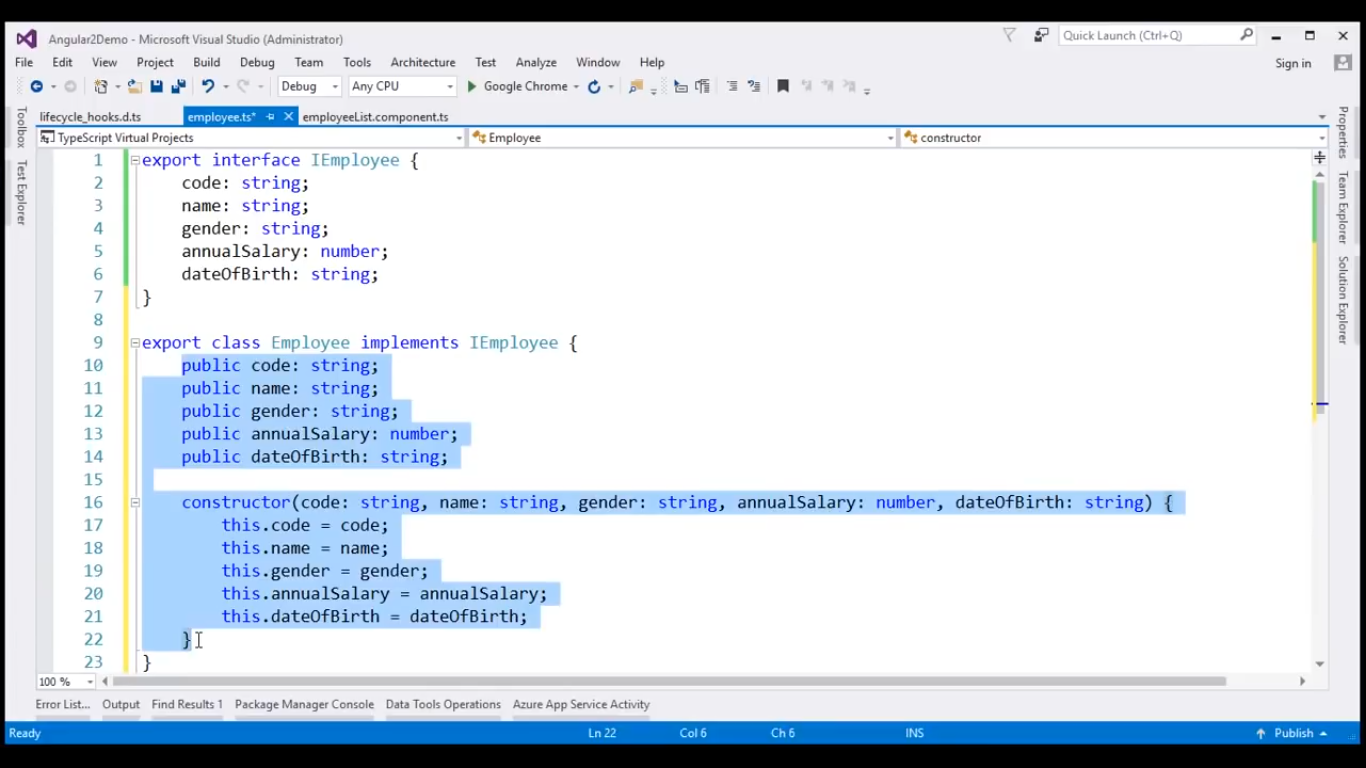 Angular2Demo - Microsoft Visual Studio (Administrator)
Quick Launch (Ctrl+Q)
File Edit View Project Build Debug Team Tools Architecture Test Analyze Window Help
Sign in
Debug Any CPU Google Chrome
lifecycle_hooks.d.ts employee.ts* employeeList.component.ts
TypeScript Virtual Projects Employee constructor
Toolbox
Test Explorer
Properties
Team Explorer
Solution Explorer
1 export interface IEmployee {
2 code: string;
3 name: string;
4 gender: string;
5 annualSalary: number;
6 dateOfBirth: string;
7 }
8
9 export class Employee implements IEmployee {
10 public code: string;
11 public name: string;
12 public gender: string;
13 public annualSalary: number;
14 public dateOfBirth: string;
15
16 constructor(code: string, name: string, gender: string, annualSalary: number, dateOfBirth: string) {
17 this.code = code;
18 this.name = name;
19 this.gender = gender;
20 this.annualSalary = annualSalary;
21 this.dateOfBirth = dateOfBirth;
22 }
23 }
100 %
Error List... Output Find Results 1 Package Manager Console Data Tools Operations Azure App Service Activity
Ready Ln 22 Col 6 Ch 6 INS Publish